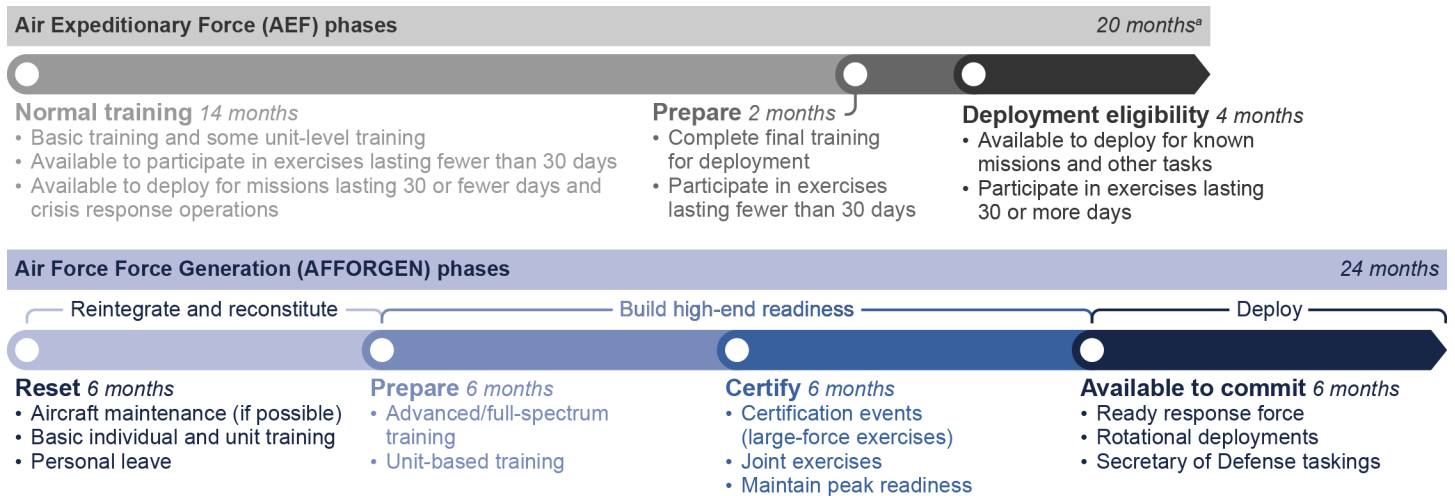 Air Expeditionary Force (AEF) phases 20 monthsᵃ
Normal training 14 months
• Basic training and some unit-level training
• Available to participate in exercises lasting fewer than 30 days
• Available to deploy for missions lasting 30 or fewer days and
crisis response operations
Prepare 2 months
• Complete final training
for deployment
• Participate in exercises
lasting fewer than 30 days
Deployment eligibility 4 months
• Available to deploy for known
missions and other tasks
• Participate in exercises lasting
30 or more days
Air Force Force Generation (AFFORGEN) phases 24 months
Reintegrate and reconstitute
Build high-end readiness
Deploy
Reset 6 months
• Aircraft maintenance (if possible)
• Basic individual and unit training
• Personal leave
Prepare 6 months
• Advanced/full-spectrum
training
• Unit-based training
Certify 6 months
• Certification events
(large-force exercises)
• Joint exercises
• Maintain peak readiness
Available to commit 6 months
• Ready response force
• Rotational deployments
• Secretary of Defense taskings